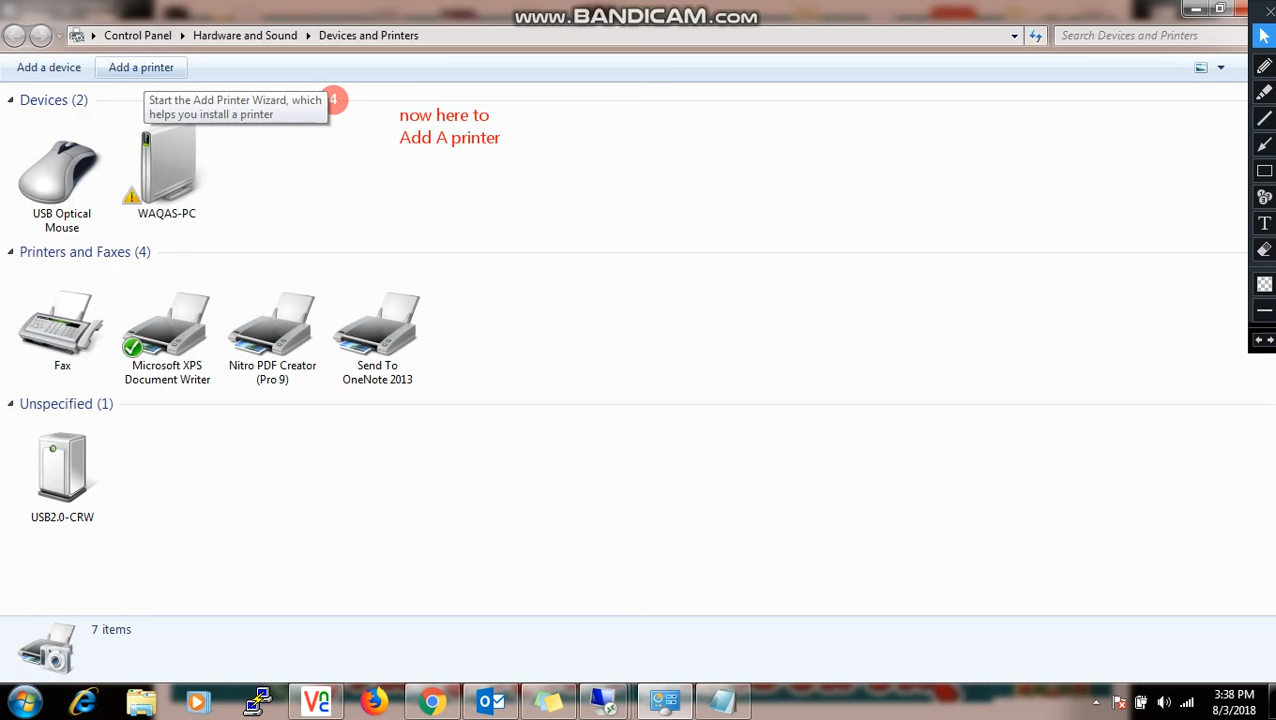 www.BANDICAM.com
Control Panel Hardware and Sound Devices and Printers
Search Devices and Printers
Add a device
Add a printer
Devices (2)
Start the Add Printer Wizard, which
helps you install a printer
4
now here to
Add A printer
USB Optical
Mouse
WAQAS-PC
Printers and Faxes (4)
Fax
Microsoft XPS
Document Writer
Nitro PDF Creator
(Pro 9)
Send To
OneNote 2013
Unspecified (1)
USB2.0-CRW
7 items
3:38 PM
8/3/2018